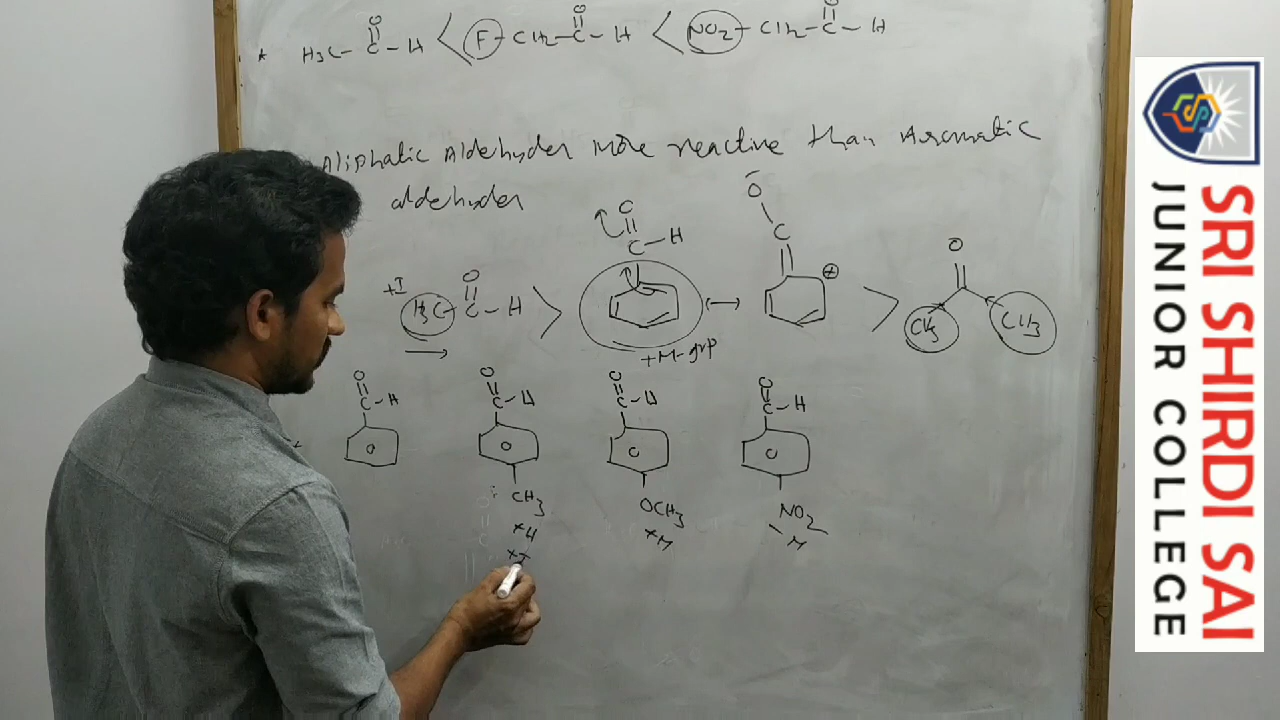 * H₃C-C-H < F-CH₂-C-H < NO₂-CH₂-C-H
O O O
Aliphatic Aldehydes more reactive than Aromatic
aldehydes
+I H₃C-C-H > C-H ↔ ⊕ > CH₃ CH₃
O O O O
+M-grp
O O O O
C-H C-H C-H C-H
CH₃ OCH₃ NO₂
+H +M -M
+I
SRI SHIRDI SAI
JUNIOR COLLEGE